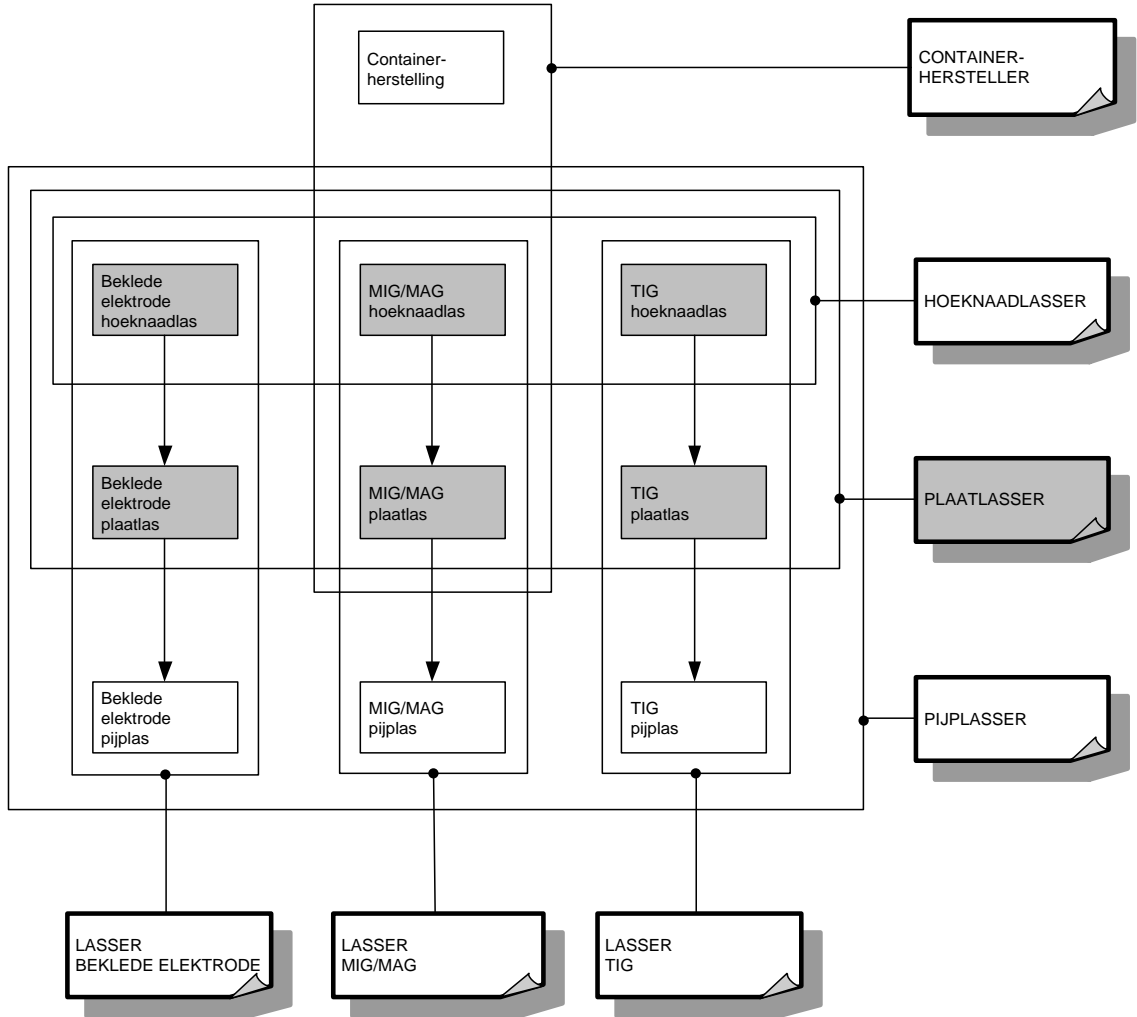 Container-
herstelling
CONTAINER-
HERSTELLER
Beklede
elektrode
hoeknaadlas
MIG/MAG
hoeknaadlas
TIG
hoeknaadlas
HOEKNAADLASSER
Beklede
elektrode
plaatlas
MIG/MAG
plaatlas
TIG
plaatlas
PLAATLASSER
Beklede
elektrode
pijplas
MIG/MAG
pijplas
TIG
pijplas
PIJPLASSER
LASSER
BEKLEDE ELEKTRODE
LASSER
MIG/MAG
LASSER
TIG